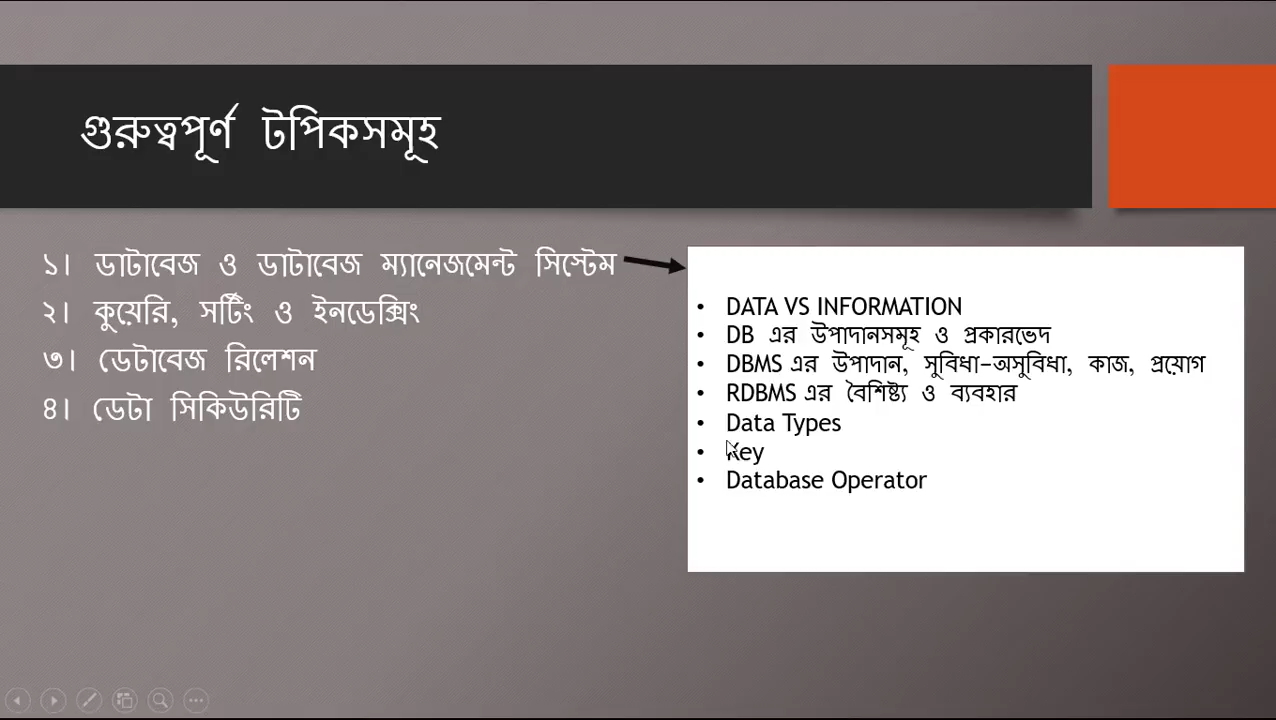 গুরুত্বপূর্ণ টপিকসমূহ
১। ডাটাবেজ ও ডাটাবেজ ম্যানেজমেন্ট সিস্টেম
২। কুয়েরি, সর্টিং ও ইনডেক্সিং
৩। ডেটাবেজ রিলেশন
৪। ডেটা সিকিউরিটি
• DATA VS INFORMATION
• DB এর উপাদানসমূহ ও প্রকারভেদ
• DBMS এর উপাদান, সুবিধা-অসুবিধা, কাজ, প্রয়োগ
• RDBMS এর বৈশিষ্ট্য ও ব্যবহার
• Data Types
• Key
• Database Operator